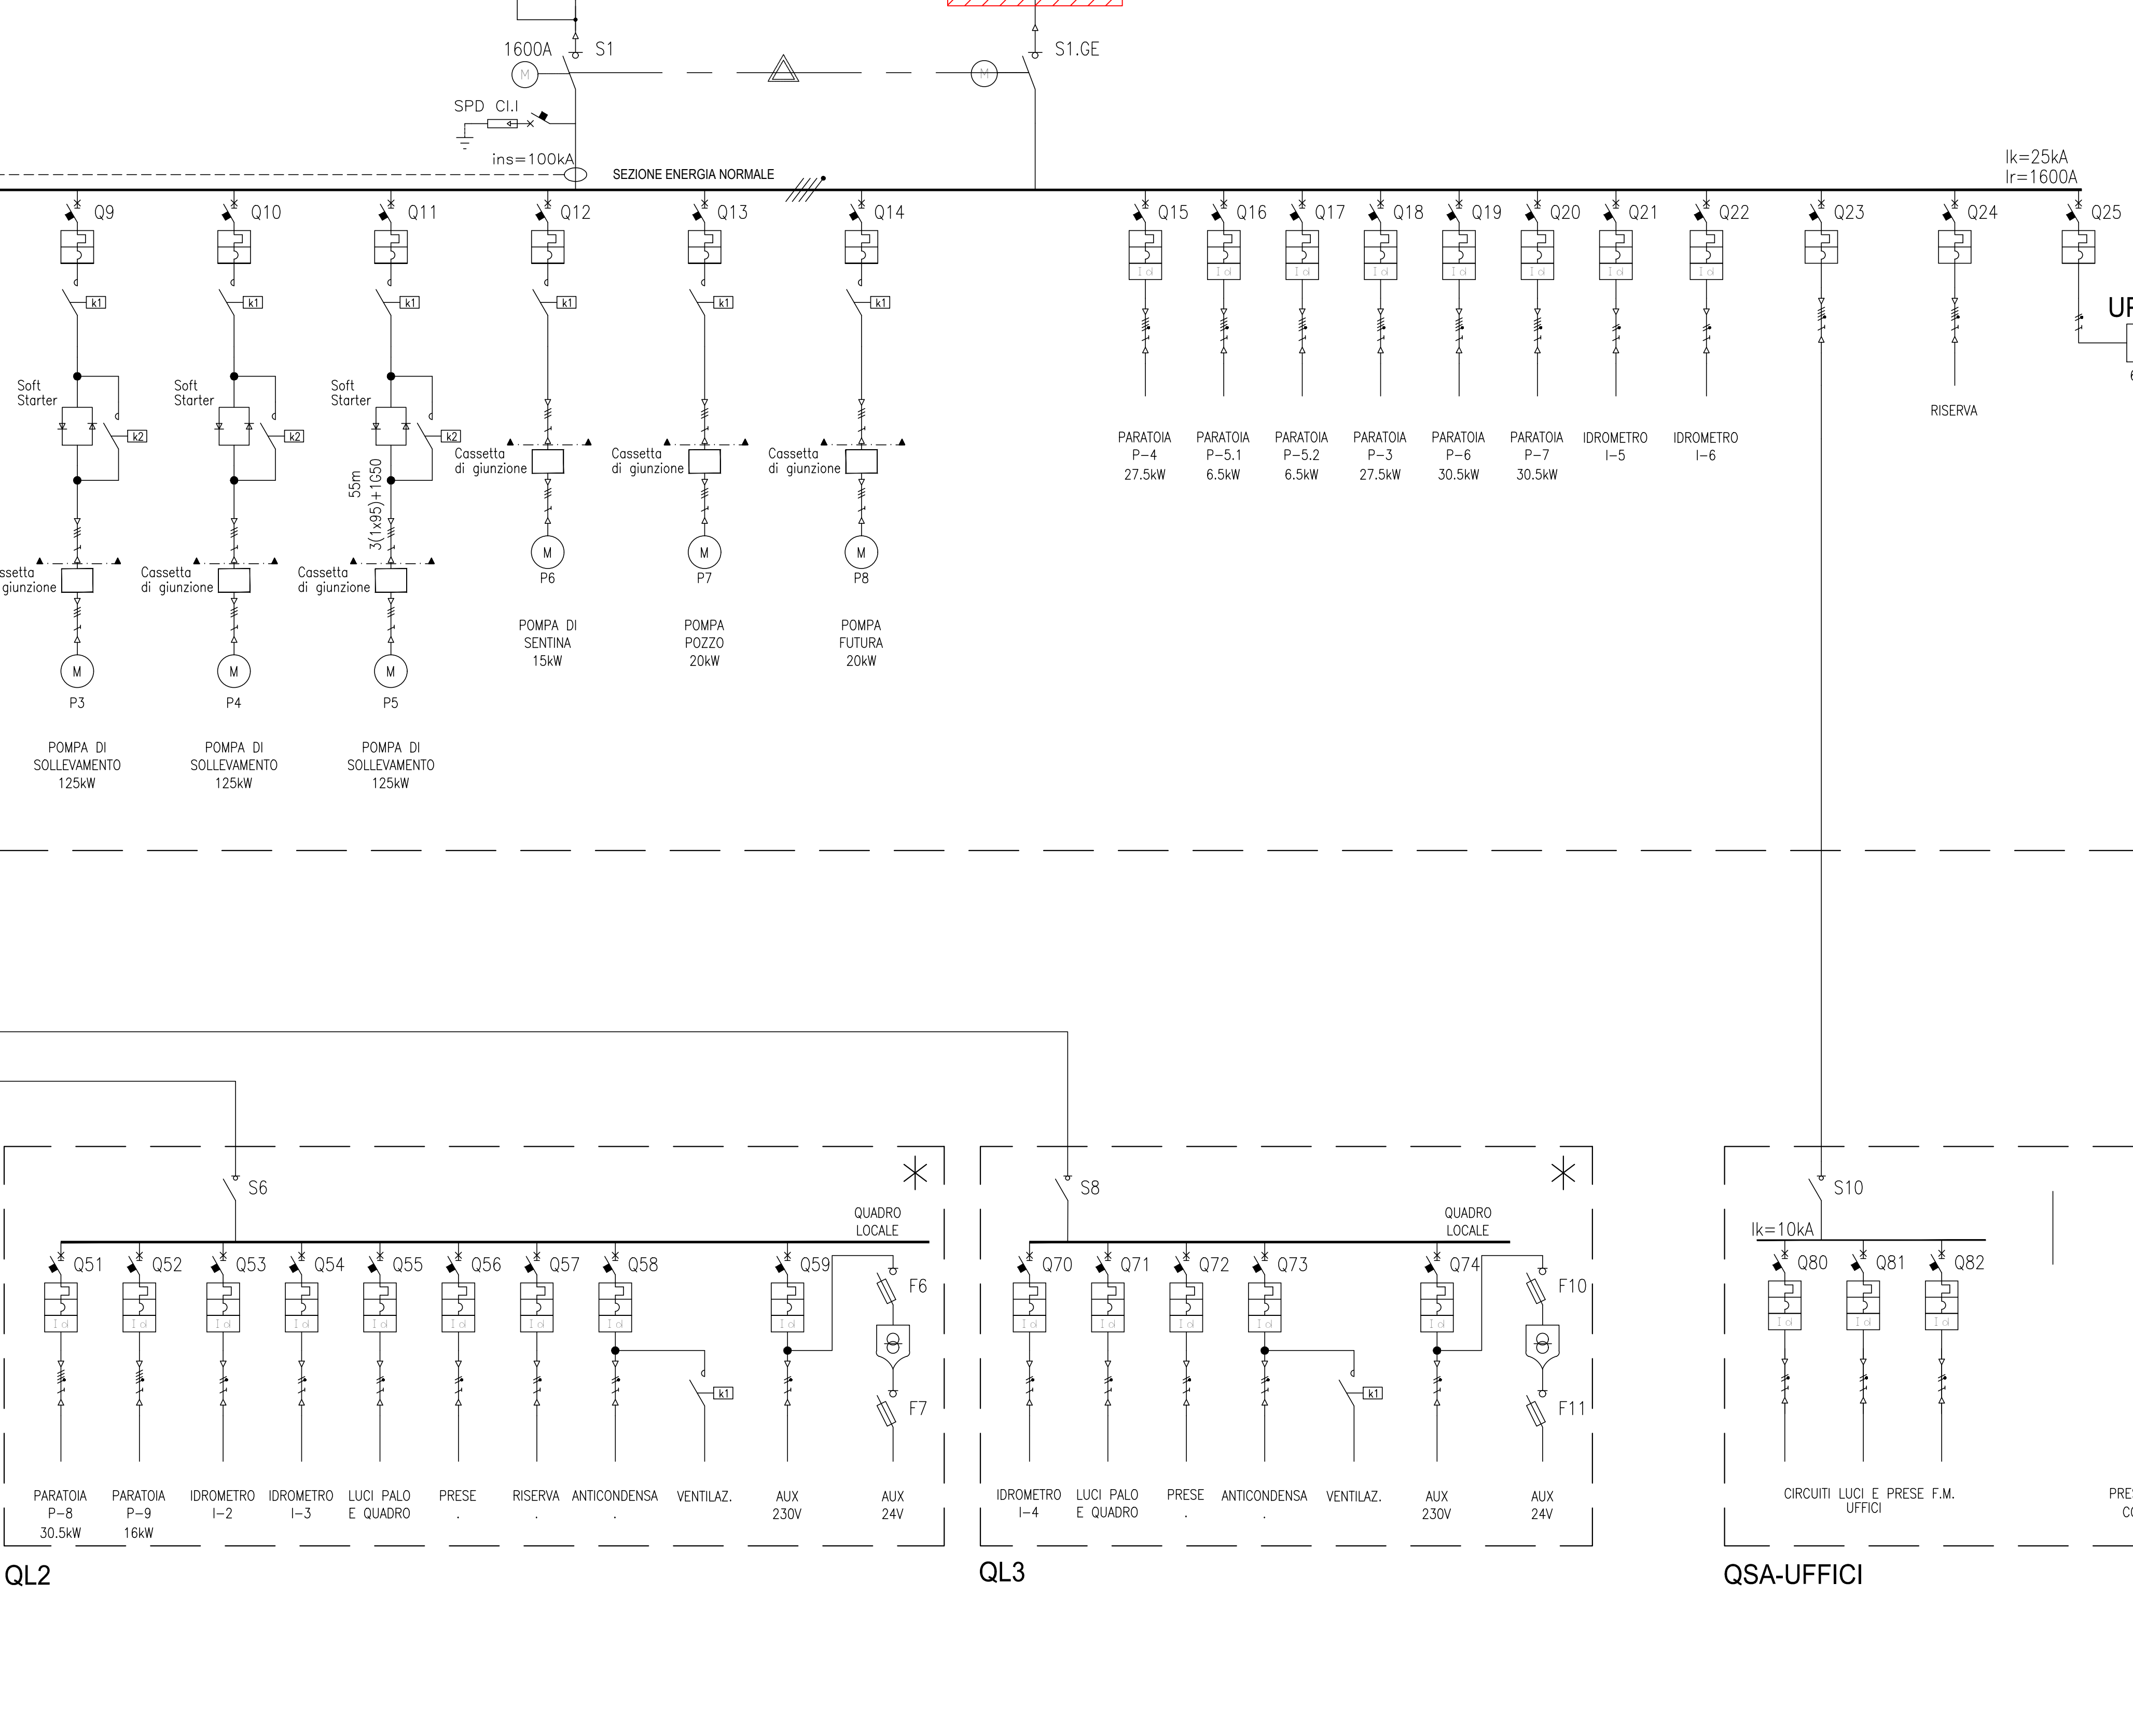 1600A
S1
S1.GE
M
M
SPD Cl.I
ins=100kA
SEZIONE ENERGIA NORMALE
Ik=25kA
Ir=1600A
Q9
Q10
Q11
Q12
Q13
Q14
Q15
Q16
Q17
Q18
Q19
Q20
Q21
Q22
Q23
Q24
Q25
I d
I d
I d
I d
I d
I d
I d
I d
k1
k1
k1
k1
k1
k1
Soft
Starter
Soft
Starter
Soft
Starter
k2
k2
k2
55m
3(1x95)+1G50
Cassetta
di giunzione
Cassetta
di giunzione
Cassetta
di giunzione
ssetta
giunzione
Cassetta
di giunzione
Cassetta
di giunzione
M
P6
M
P7
M
P8
POMPA DI
SENTINA
15kW
POMPA
POZZO
20kW
POMPA
FUTURA
20kW
M
P3
M
P4
M
P5
POMPA DI
SOLLEVAMENTO
125kW
POMPA DI
SOLLEVAMENTO
125kW
POMPA DI
SOLLEVAMENTO
125kW
PARATOIA
P-4
27.5kW
PARATOIA
P-5.1
6.5kW
PARATOIA
P-5.2
6.5kW
PARATOIA
P-3
27.5kW
PARATOIA
P-6
30.5kW
PARATOIA
P-7
30.5kW
IDROMETRO
I-5
IDROMETRO
I-6
RISERVA
S6
QUADRO
LOCALE
Q51
Q52
Q53
Q54
Q55
Q56
Q57
Q58
Q59
I d
I d
I d
I d
I d
I d
I d
I d
I d
F6
F7
k1
PARATOIA
P-8
30.5kW
PARATOIA
P-9
16kW
IDROMETRO
I-2
IDROMETRO
I-3
LUCI PALO
E QUADRO
PRESE
.
RISERVA
.
ANTICONDENSA
.
VENTILAZ.
AUX
230V
AUX
24V
QL2
S8
QUADRO
LOCALE
Q70
Q71
Q72
Q73
Q74
I d
I d
I d
I d
I d
F10
F11
k1
IDROMETRO
I-4
LUCI PALO
E QUADRO
PRESE
.
ANTICONDENSA
.
VENTILAZ.
AUX
230V
AUX
24V
QL3
S10
Ik=10kA
Q80
Q81
Q82
I d
I d
I d
CIRCUITI LUCI E PRESE F.M.
UFFICI
QSA-UFFICI